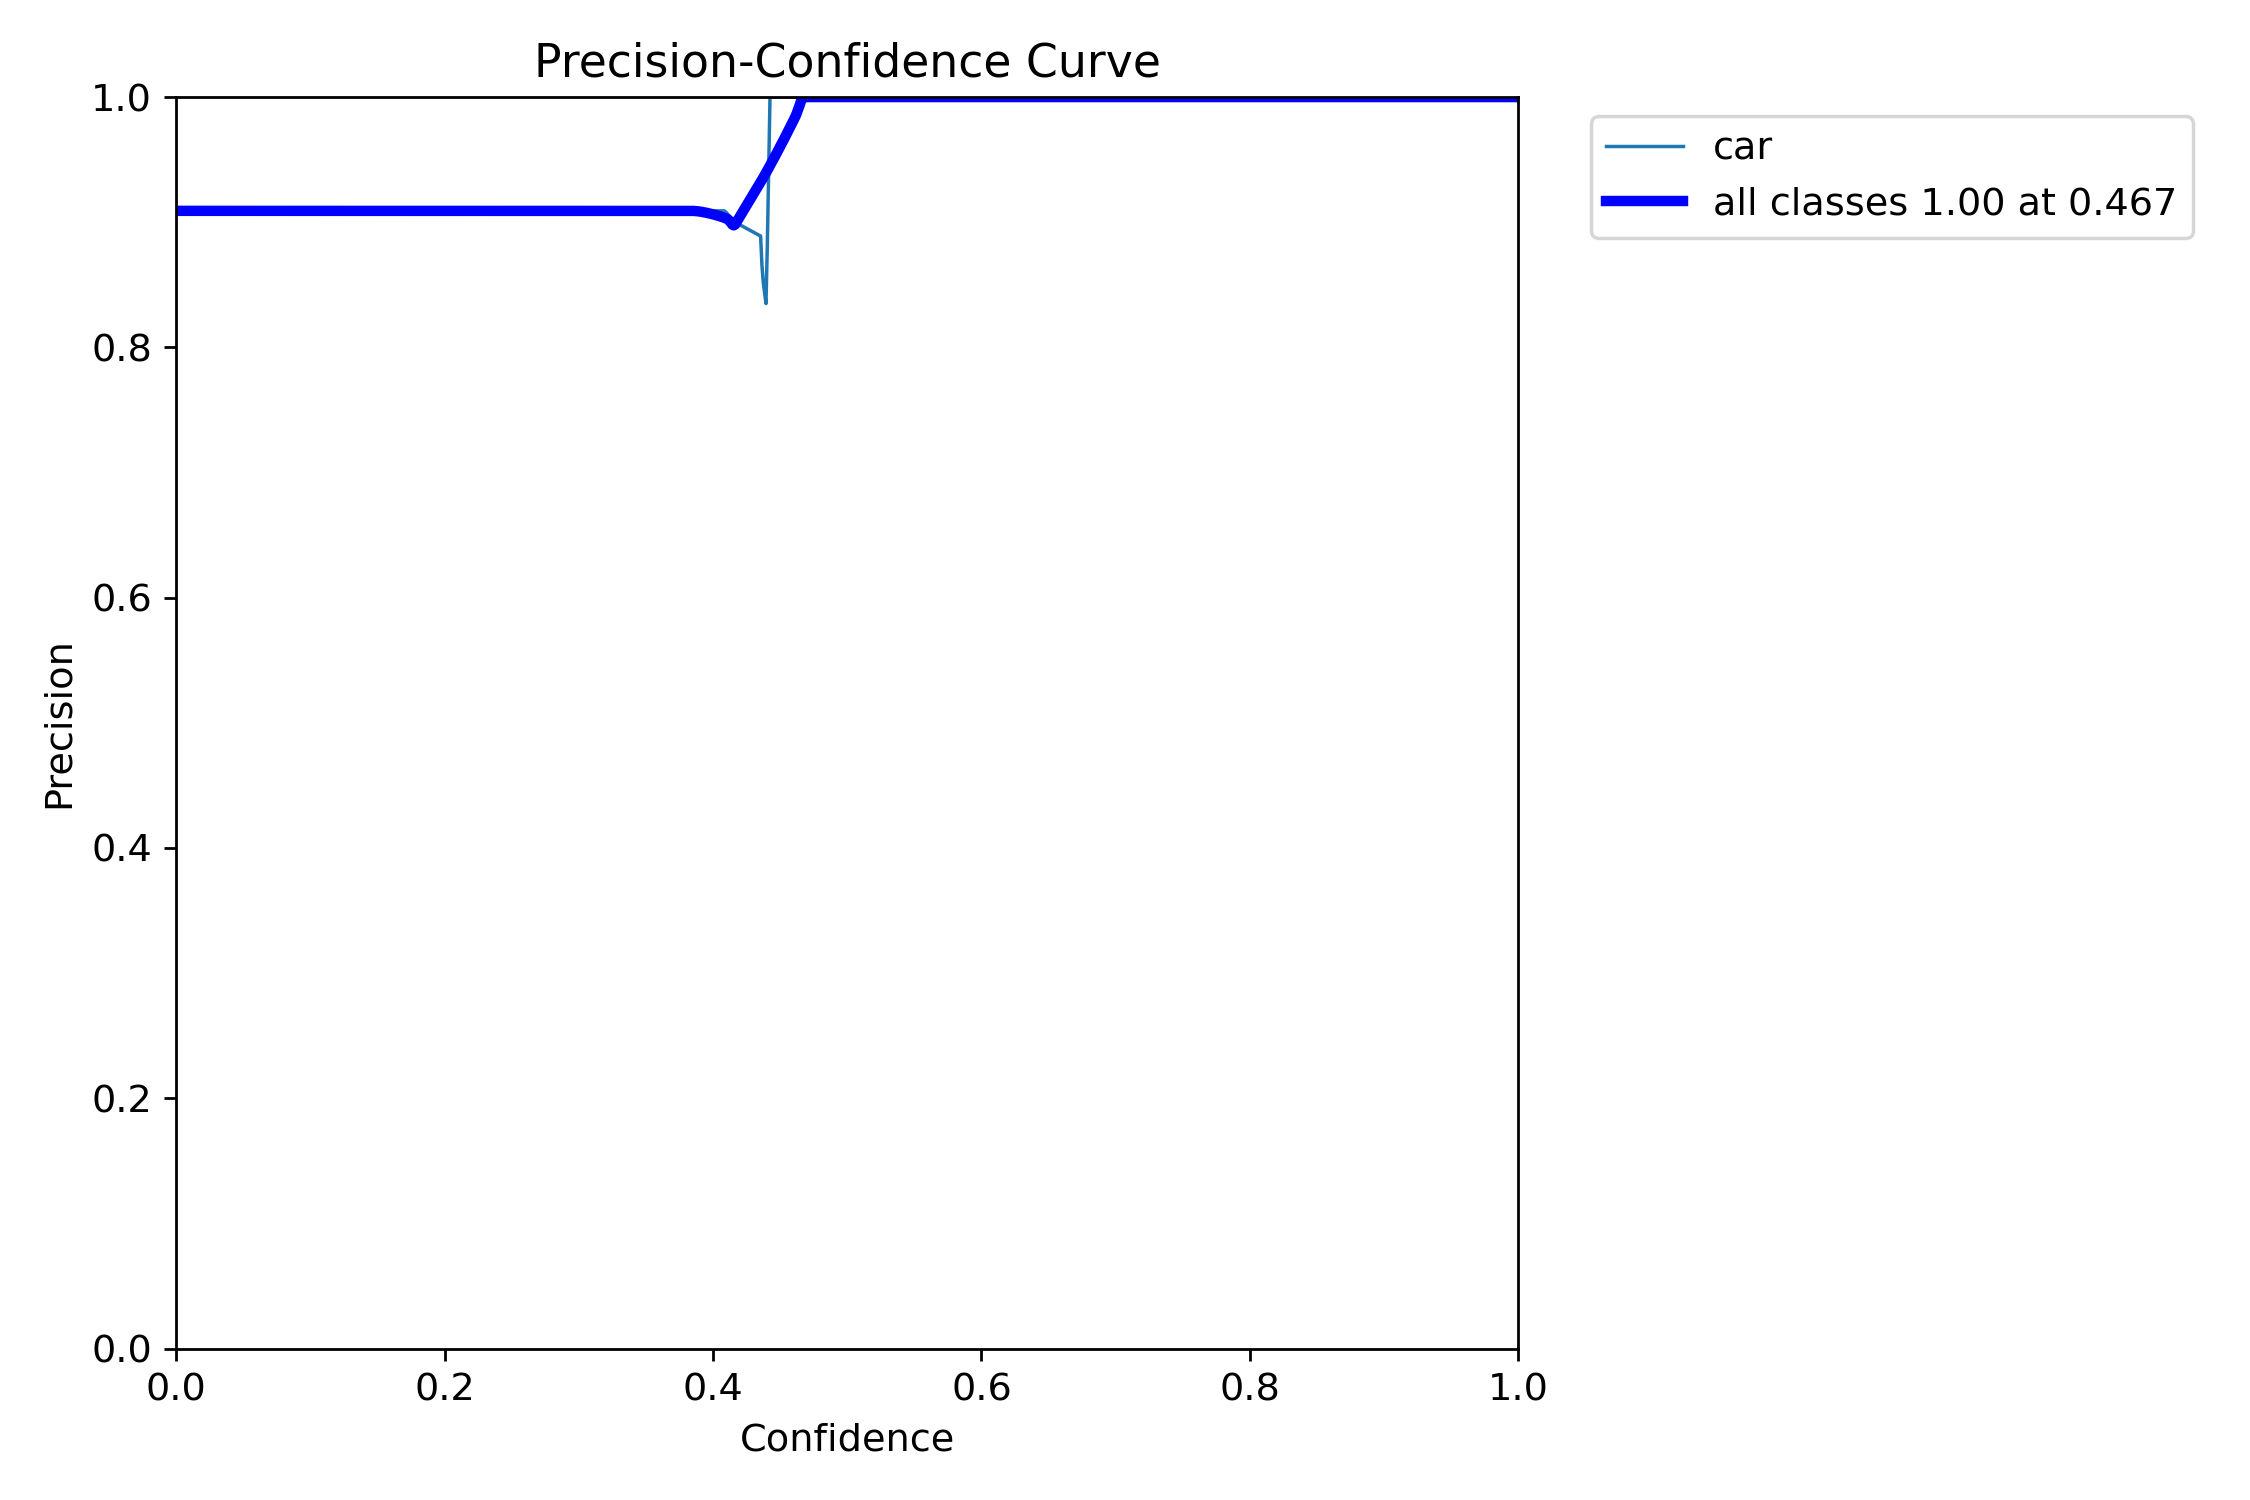 Precision-Confidence Curve
1.0
0.8
0.6
0.4
0.2
0.0
Precision
0.0 0.2 0.4 0.6 0.8 1.0
Confidence
car
all classes 1.00 at 0.467